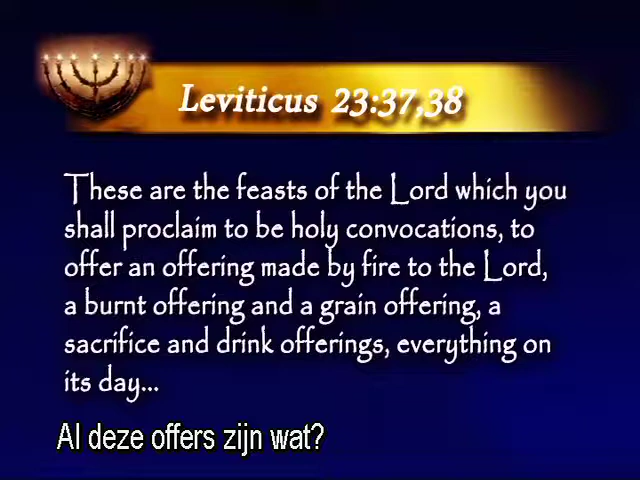 Leviticus 23:37,38
These are the feasts of the Lord which you
shall proclaim to be holy convocations, to
offer an offering made by fire to the Lord,
a burnt offering and a grain offering, a
sacrifice and drink offerings, everything on
its day...
Al deze offers zijn wat?